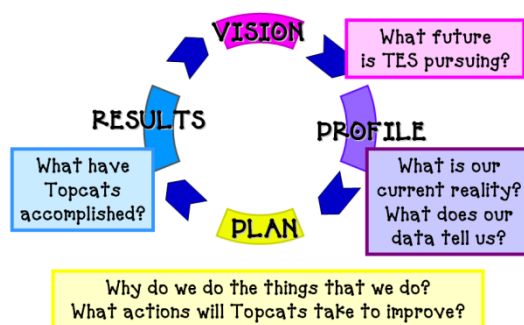 VISION
What future
is TES pursuing?
RESULTS
PROFILE
What have
Topcats
accomplished?
What is our
current reality?
What does our
data tell us?
PLAN
Why do we do the things that we do?
What actions will Topcats take to improve?